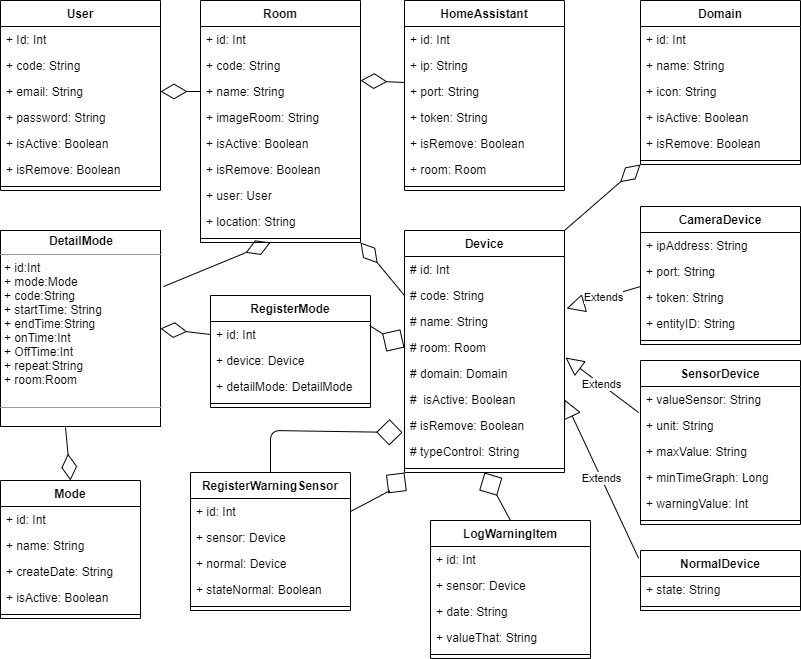 User
+ Id: Int
+ code: String
+ email: String
+ password: String
+ isActive: Boolean
+ isRemove: Boolean
Room
+ id: Int
+ code: String
+ name: String
+ imageRoom: String
+ isActive: Boolean
+ isRemove: Boolean
+ user: User
+ location: String
HomeAssistant
+ id: Int
+ ip: String
+ port: String
+ token: String
+ isRemove: Boolean
+ room: Room
Domain
+ id: Int
+ name: String
+ icon: String
+ isActive: Boolean
+ isRemove: Boolean
DetailMode
+ id:Int
+ mode:Mode
+ code:String
+ startTime: String
+ endTime:String
+ onTime:Int
+ OffTime:Int
+ repeat:String
+ room:Room
RegisterMode
+ id: Int
+ device: Device
+ detailMode: DetailMode
Device
# id: Int
# code: String
# name: String
# room: Room
# domain: Domain
# isActive: Boolean
# isRemove: Boolean
# typeControl: String
CameraDevice
+ ipAddress: String
+ port: String
+ token: String
+ entityID: String
Extends
SensorDevice
+ valueSensor: String
+ unit: String
+ maxValue: String
+ minTimeGraph: Long
+ warningValue: Int
Extends
Extends
Mode
+ id: Int
+ name: String
+ createDate: String
+ isActive: Boolean
RegisterWarningSensor
+ id: Int
+ sensor: Device
+ normal: Device
+ stateNormal: Boolean
LogWarningItem
+ id: Int
+ sensor: Device
+ date: String
+ valueThat: String
NormalDevice
+ state: String